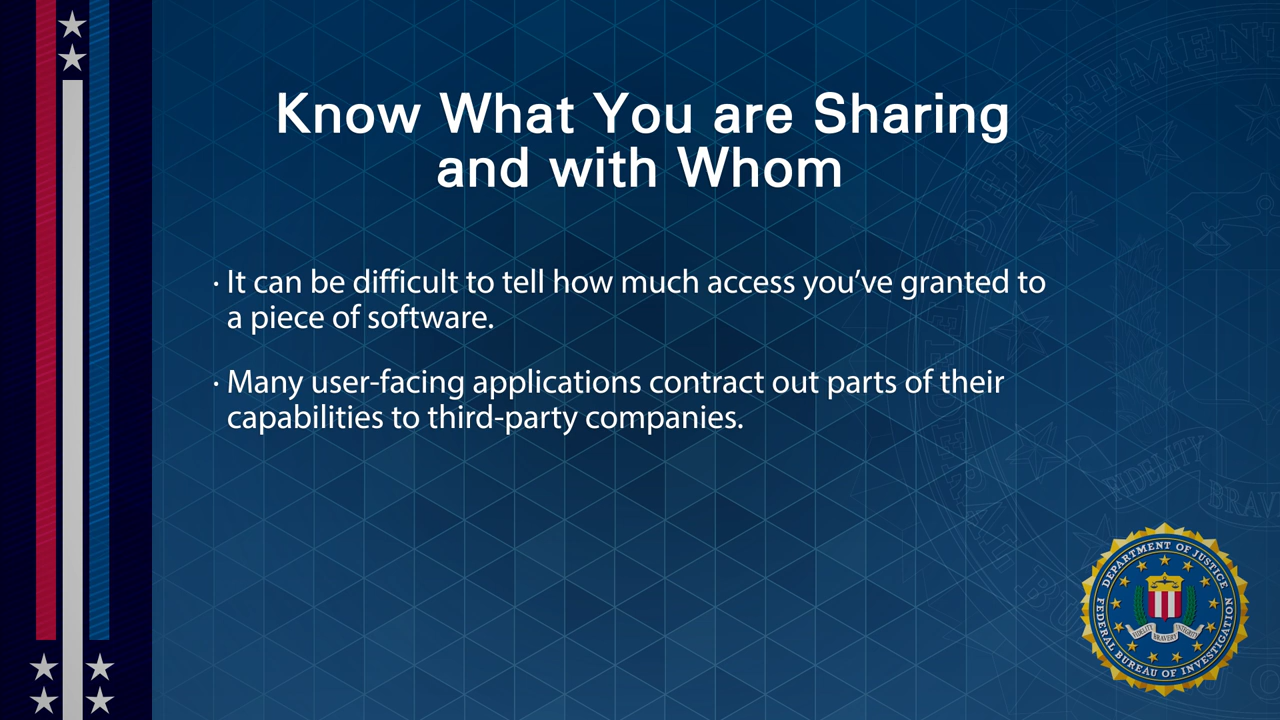 Know What You are Sharing
and with Whom
· It can be difficult to tell how much access you’ve granted to
a piece of software.
· Many user-facing applications contract out parts of their
capabilities to third-party companies.
FIDELITY
DEPARTMENT OF JUSTICE
FEDERAL BUREAU OF INVESTIGATION
FIDELITY BRAVERY INTEGRITY